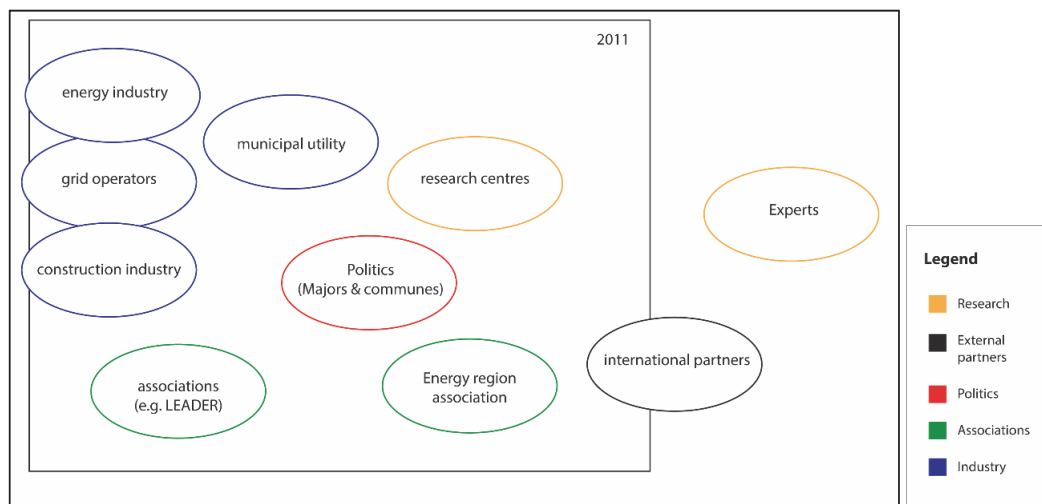 2011
energy industry
municipal utility
grid operators
research centres
Experts
construction industry
Politics
(Majors & communes)
international partners
associations
(e.g. LEADER)
Energy region
association
Legend
Research
External
partners
Politics
Associations
Industry